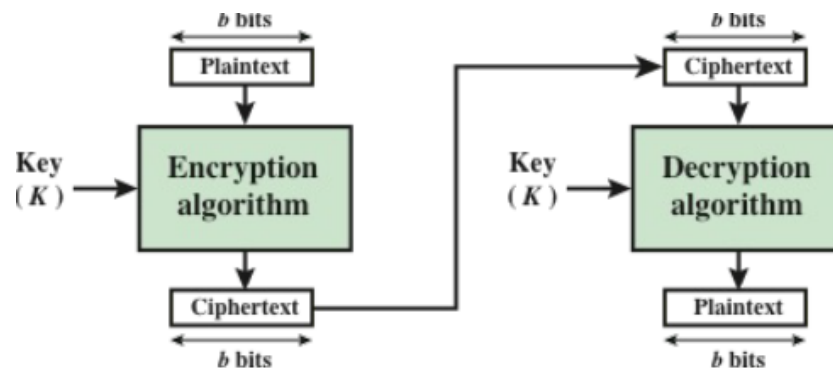 b bits
Plaintext
Key
(K)
Encryption
algorithm
Ciphertext
b bits
b bits
Ciphertext
Key
(K)
Decryption
algorithm
Plaintext
b bits